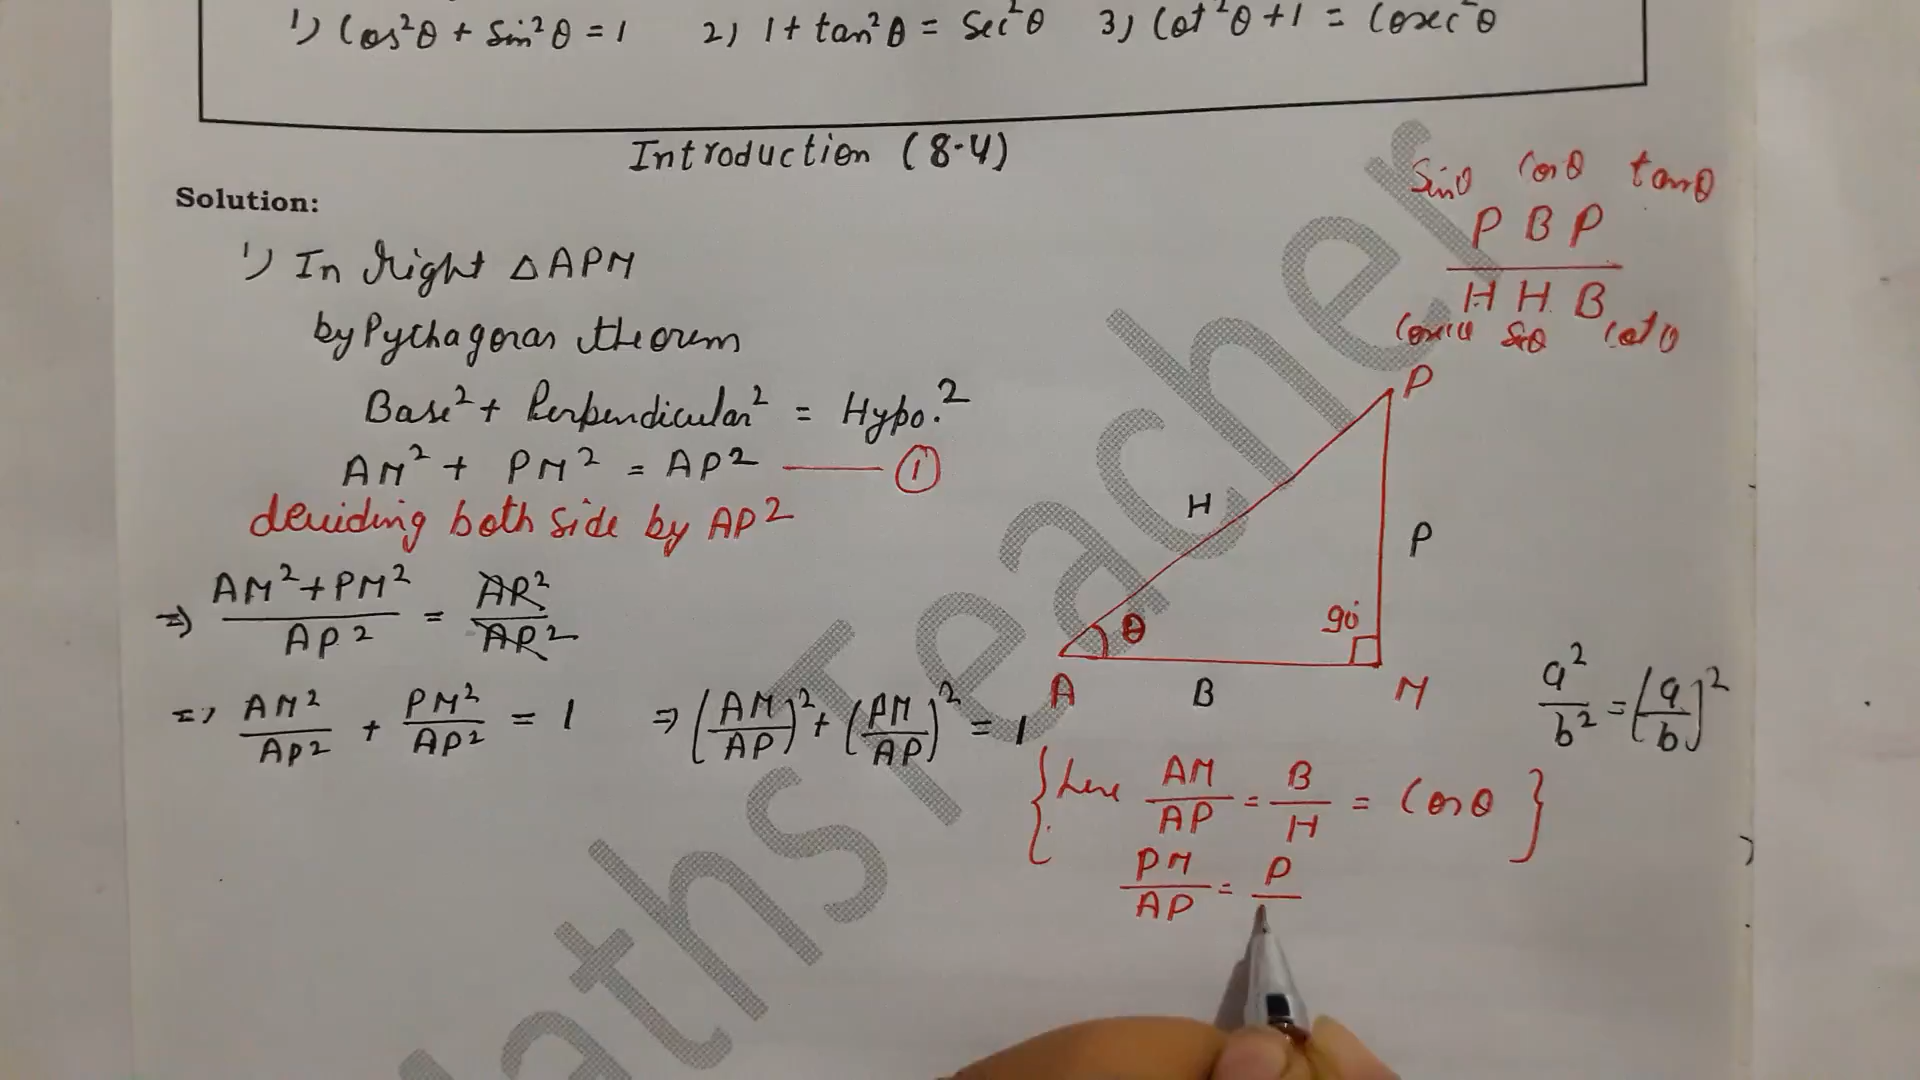 1) Cos²θ + Sin²θ = 1 2) 1 + tan²θ = Sec²θ 3) Cot²θ + 1 = Cosec²θ
Introduction (8.4)
Solution:
1) In Right △APM
by Pythagoras theorem
Base² + Perpendicular² = Hypo.²
AM² + PM² = AP² —— ①
deviding both side by AP²
⇒ (AM² + PM²)/AP² = AP²/AP²
⇒ AM²/AP² + PM²/AP² = 1 ⇒ (AM/AP)² + (PM/AP)² = 1
{ here AM/AP = B/H = Cosθ }
PM/AP = P/
Sinθ Cosθ tanθ
P B P
H H B
Cosecθ Secθ Cotθ
P
H
P
θ
90°
A B M
a²/b² = (a/b)²
Maths Teacher